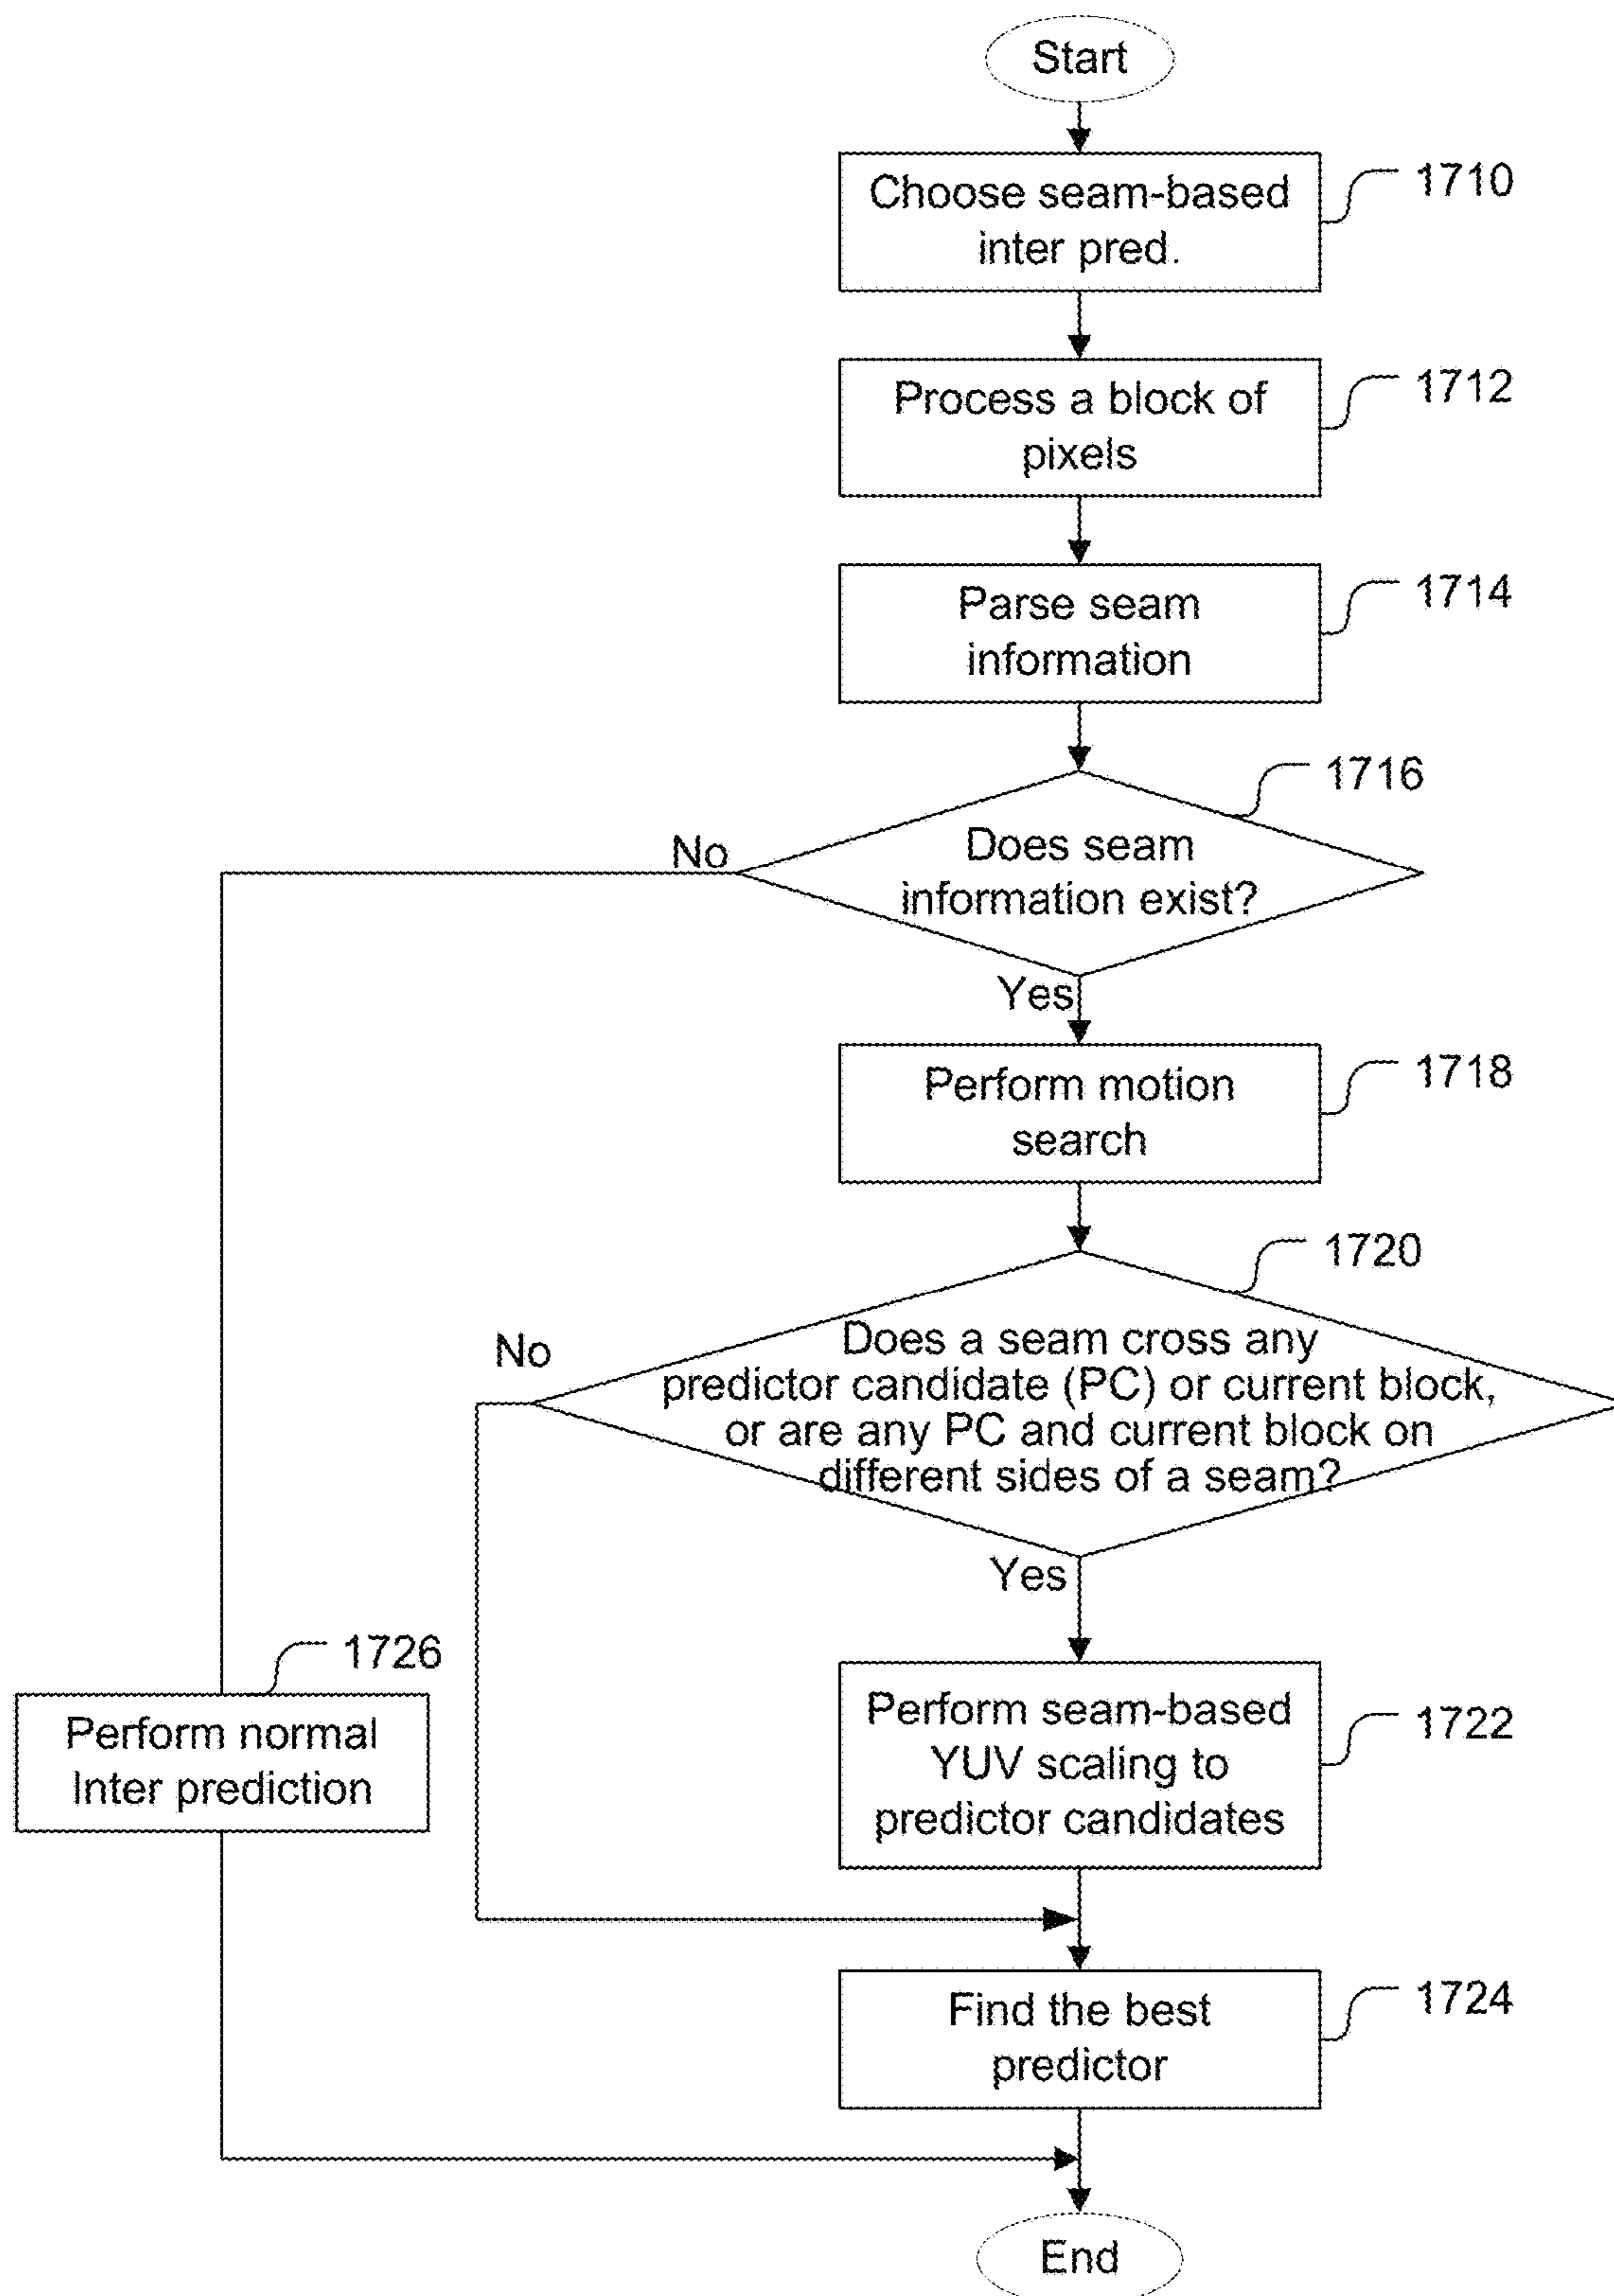 Start
Choose seam-based
inter pred.
1710
Process a block of
pixels
1712
Parse seam
information
1714
1716
Does seam
information exist?
No
Yes
Perform motion
search
1718
1720
Does a seam cross any
predictor candidate (PC) or current block,
or are any PC and current block on
different sides of a seam?
No
Yes
1726
Perform normal
Inter prediction
Perform seam-based
YUV scaling to
predictor candidates
1722
Find the best
predictor
1724
End